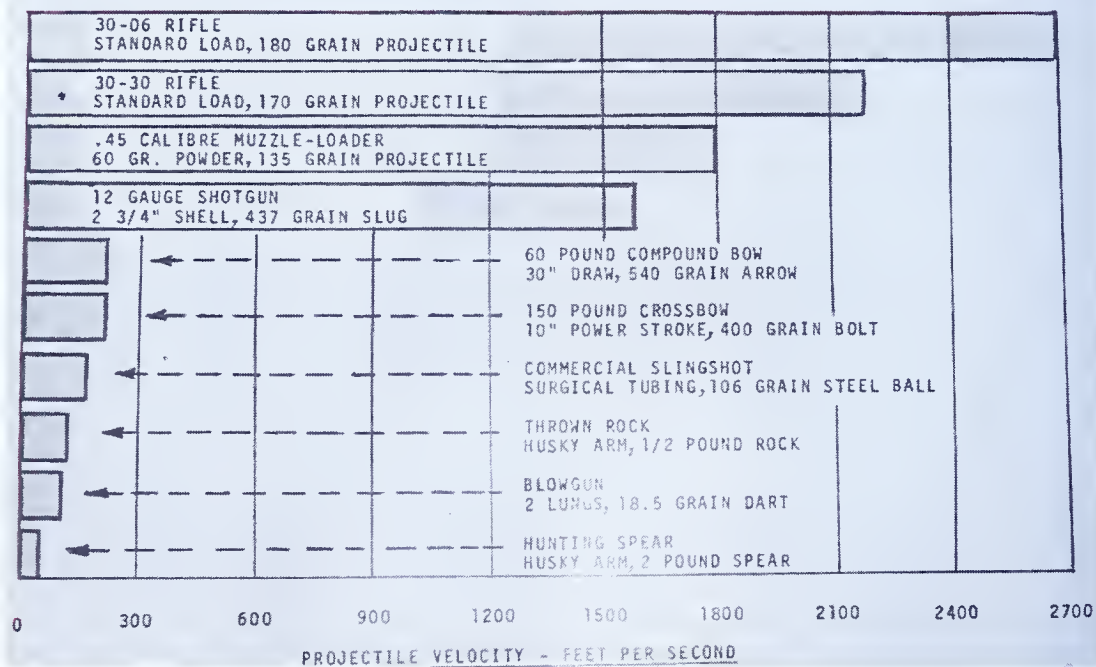 30-06 RIFLE
STANDARD LOAD, 180 GRAIN PROJECTILE
30-30 RIFLE
STANDARD LOAD, 170 GRAIN PROJECTILE
.45 CALIBRE MUZZLE-LOADER
60 GR. POWDER, 135 GRAIN PROJECTILE
12 GAUGE SHOTGUN
2 3/4" SHELL, 437 GRAIN SLUG
60 POUND COMPOUND BOW
30" DRAW, 540 GRAIN ARROW
150 POUND CROSSBOW
10" POWER STROKE, 400 GRAIN BOLT
COMMERCIAL SLINGSHOT
SURGICAL TUBING, 106 GRAIN STEEL BALL
THROWN ROCK
HUSKY ARM, 1/2 POUND ROCK
BLOWGUN
2 LUNGS, 18.5 GRAIN DART
HUNTING SPEAR
HUSKY ARM, 2 POUND SPEAR
0 300 600 900 1200 1500 1800 2100 2400 2700
PROJECTILE VELOCITY - FEET PER SECOND